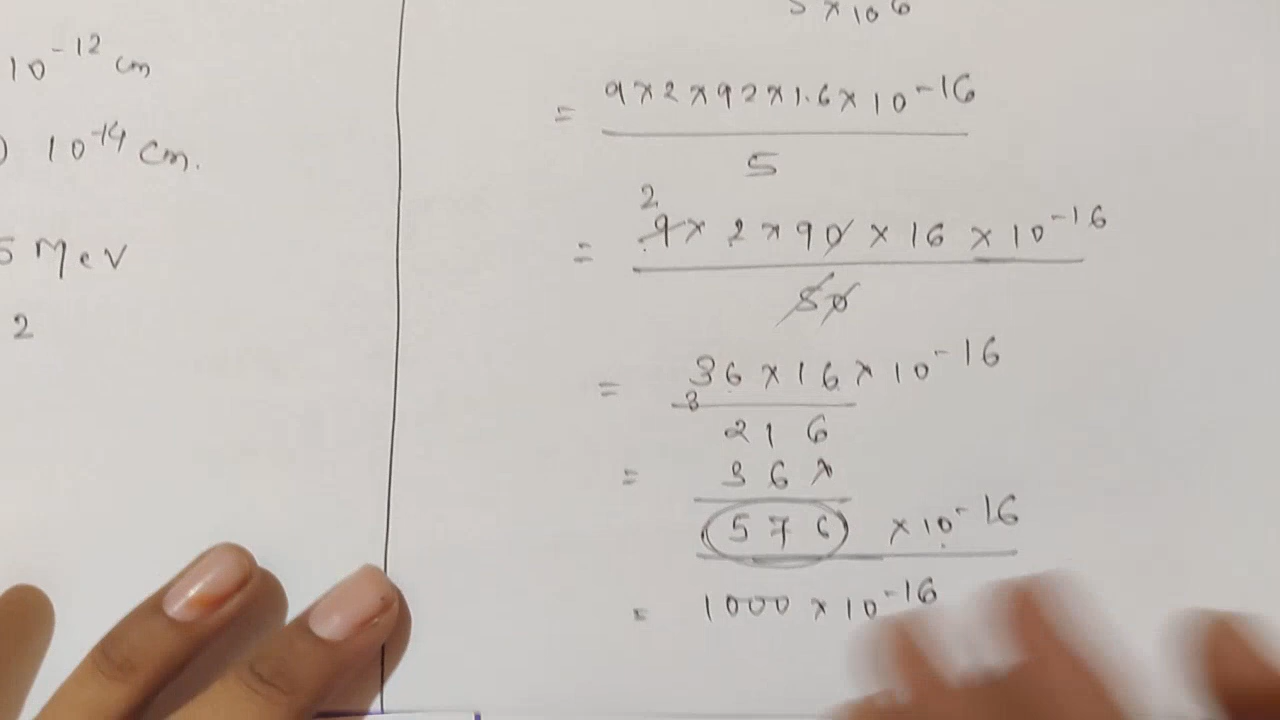 10⁻¹² cm
) 10⁻¹⁴ cm.
5 MeV
2
5 × 10⁶
= 9×2×92×1.6×10⁻¹⁶
5
2
= 9× 2 × 90 × 16 × 10⁻¹⁶
50
= 36 × 16 × 10⁻¹⁶
3
216
= 36×
576 ×10⁻¹⁶
= 1000 × 10⁻¹⁶